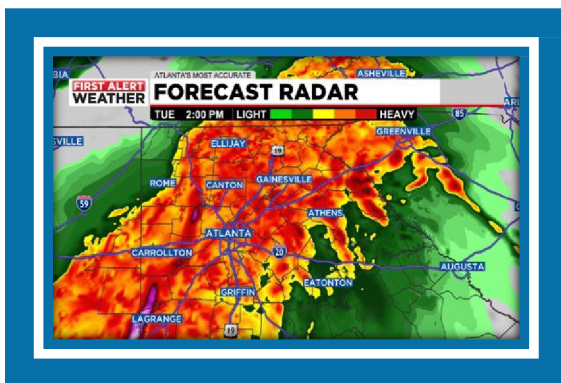 ATLANTA'S MOST ACCURATE
FIRST ALERT
WEATHER
FORECAST RADAR
TUE 2:00 PM LIGHT HEAVY
ASHEVILLE
85
GREENVILLE
ELLIJAY
19
ROME
CANTON
GAINESVILLE
59
ATHENS
ATLANTA
CARROLLTON
20
AUGUSTA
EATONTON
GRIFFIN
LAGRANGE
19